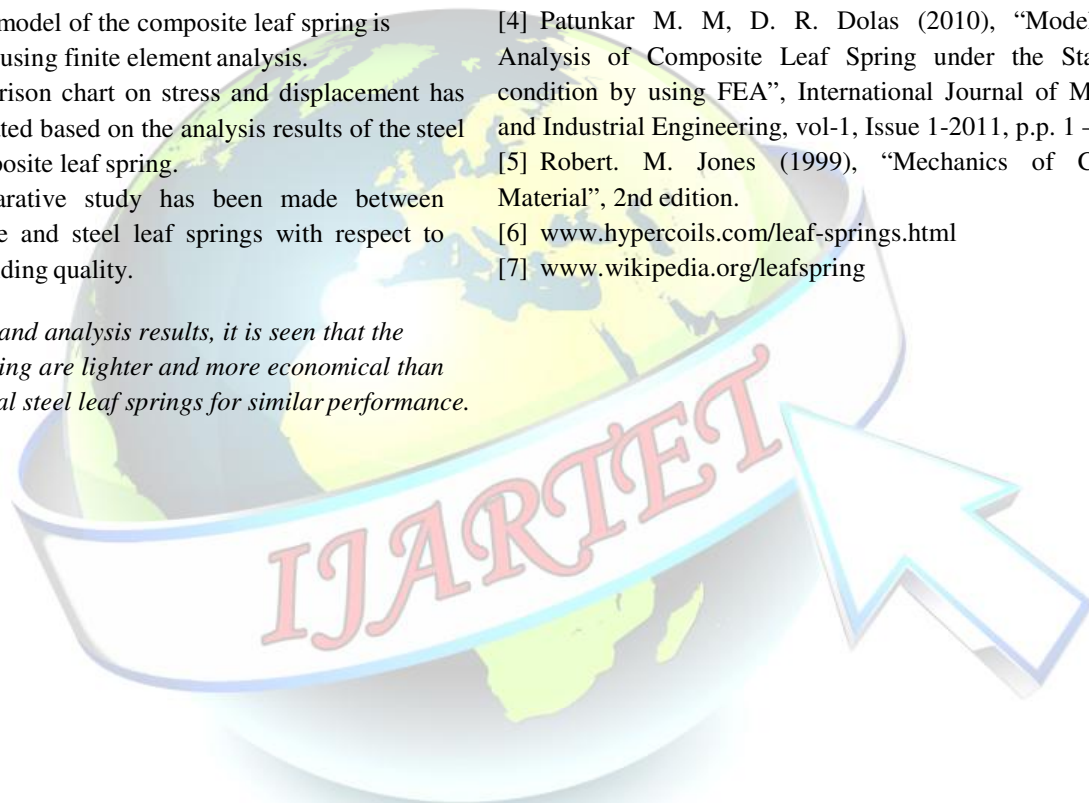 model of the composite leaf spring is
using finite element analysis.
rison chart on stress and displacement has
ted based on the analysis results of the steel
posite leaf spring.
arative study has been made between
e and steel leaf springs with respect to
ding quality.
and analysis results, it is seen that the
ing are lighter and more economical than
al steel leaf springs for similar performance.
[4] Patunkar M. M, D. R. Dolas (2010), “Model
Analysis of Composite Leaf Spring under the Sta
condition by using FEA”, International Journal of M
and Industrial Engineering, vol-1, Issue 1-2011, p.p. 1 –
[5] Robert. M. Jones (1999), “Mechanics of C
Material”, 2nd edition.
[6] www.hypercoils.com/leaf-springs.html
[7] www.wikipedia.org/leafspring
IJARTET